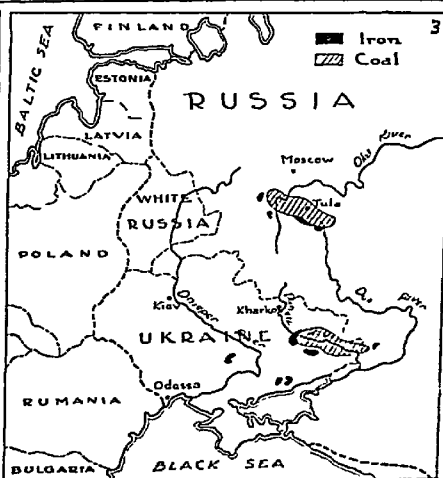 3
FINLAND
Iron
Coal
BALTIC SEA
ESTONIA
RUSSIA
LATVIA
LITHUANIA
Moscow
Oka River
Tula
WHITE
RUSSIA
POLAND
Don River
Kiev
Dnieper
Kharkov
UKRAINE
Odessa
RUMANIA
BULGARIA
BLACK SEA